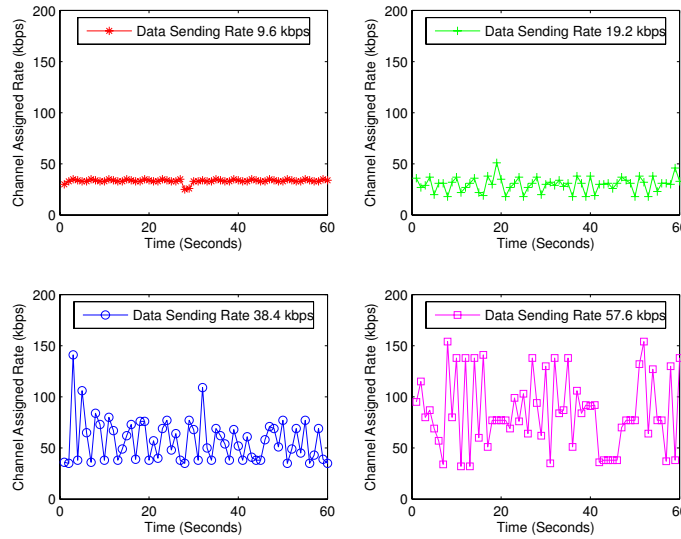 Data Sending Rate 9.6 kbps
Channel Assigned Rate (kbps)
200
150
100
50
0
0 20 40 60
Time (Seconds)
Data Sending Rate 19.2 kbps
Channel Assigned Rate (kbps)
200
150
100
50
0
0 20 40 60
Time (Seconds)
Data Sending Rate 38.4 kbps
Channel Assigned Rate (kbps)
200
150
100
50
0
0 20 40 60
Time (Seconds)
Data Sending Rate 57.6 kbps
Channel Assigned Rate (kbps)
200
150
100
50
0
0 20 40 60
Time (Seconds)